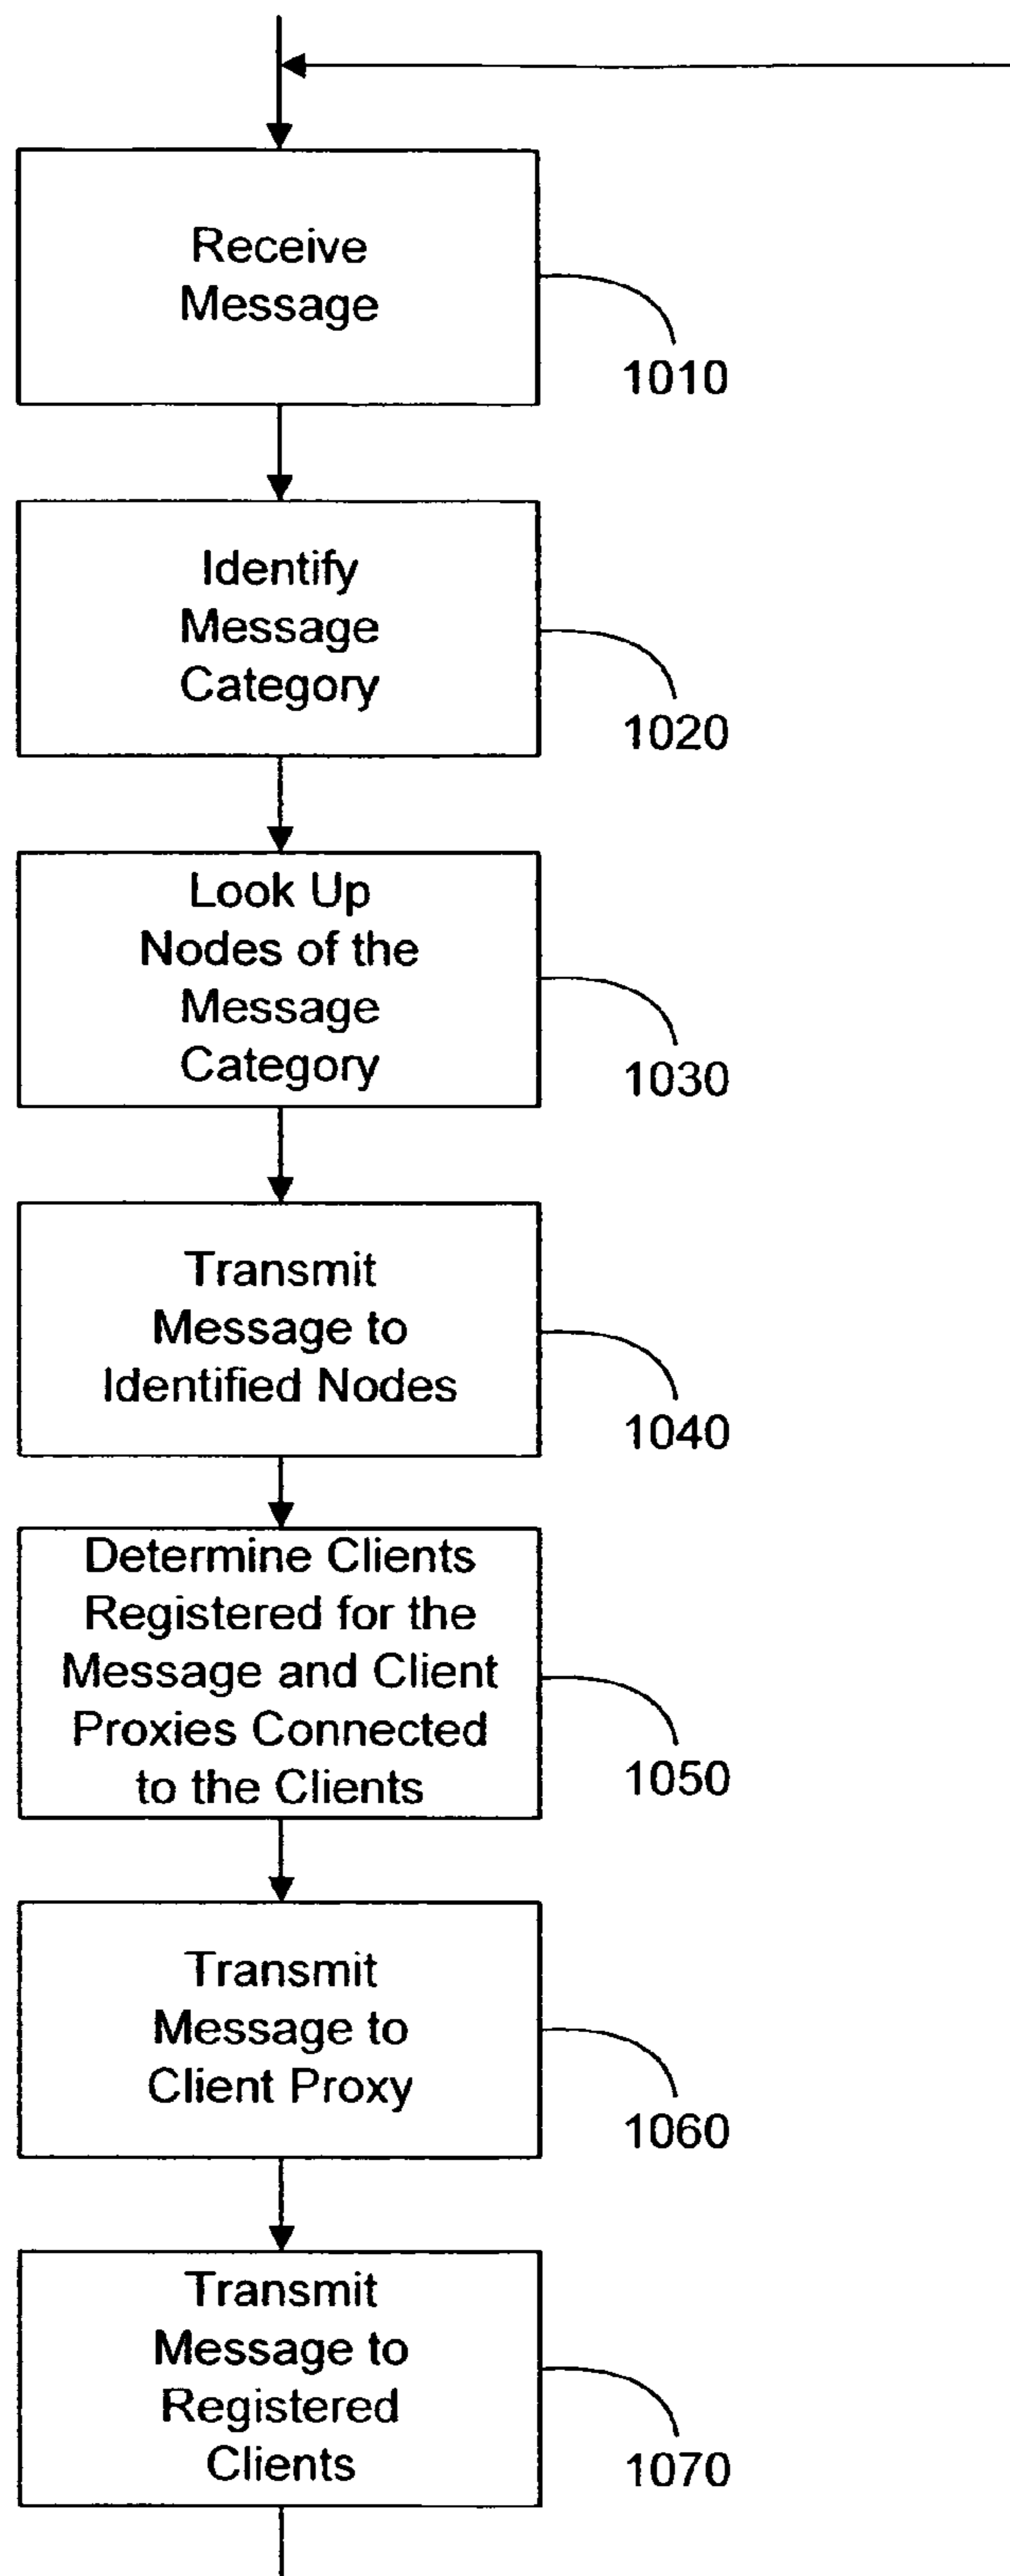 Receive
Message
1010
Identify
Message
Category
1020
Look Up
Nodes of the
Message
Category
1030
Transmit
Message to
Identified Nodes
1040
Determine Clients
Registered for the
Message and Client
Proxies Connected
to the Clients
1050
Transmit
Message to
Client Proxy
1060
Transmit
Message to
Registered
Clients
1070